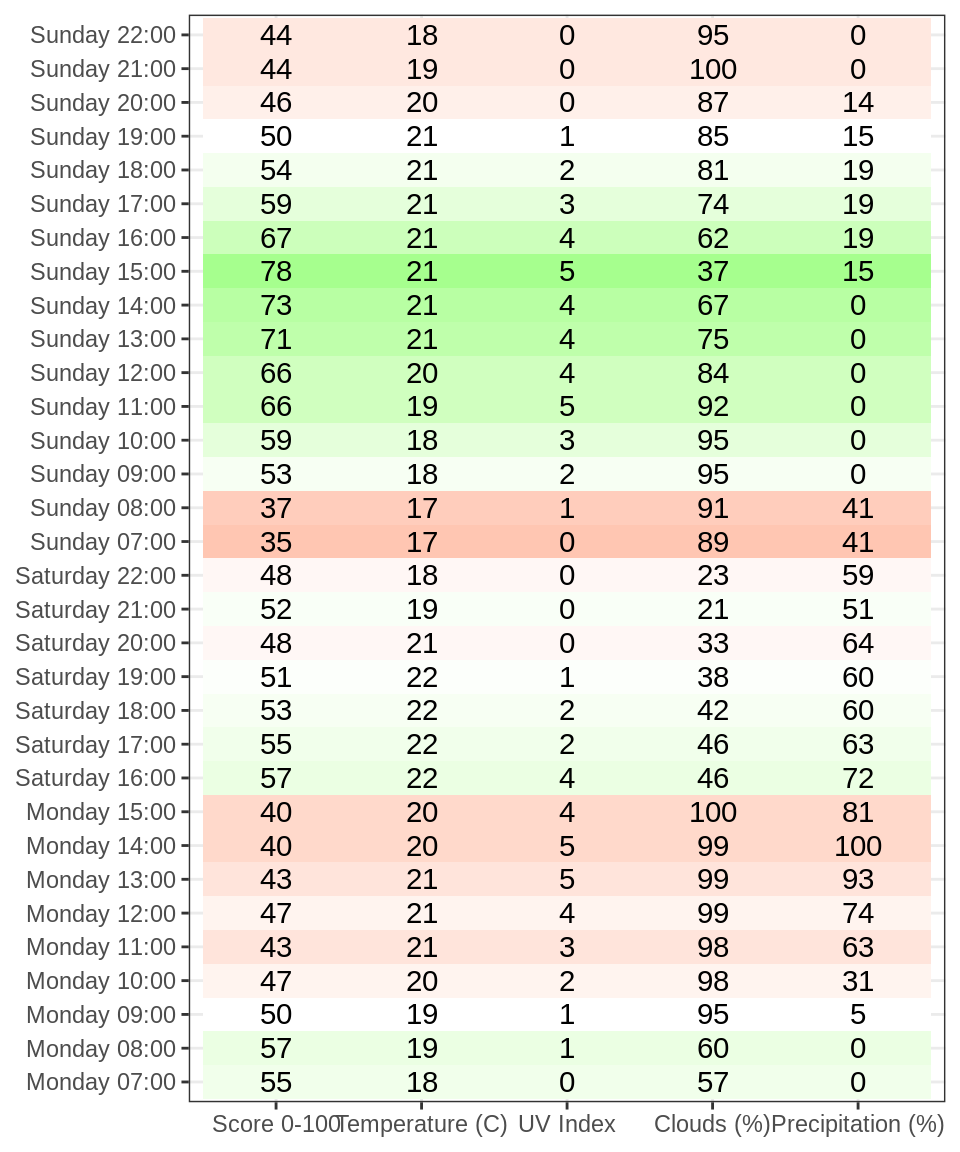 Sunday 22:00 44 18 0 95 0
Sunday 21:00 44 19 0 100 0
Sunday 20:00 46 20 0 87 14
Sunday 19:00 50 21 1 85 15
Sunday 18:00 54 21 2 81 19
Sunday 17:00 59 21 3 74 19
Sunday 16:00 67 21 4 62 19
Sunday 15:00 78 21 5 37 15
Sunday 14:00 73 21 4 67 0
Sunday 13:00 71 21 4 75 0
Sunday 12:00 66 20 4 84 0
Sunday 11:00 66 19 5 92 0
Sunday 10:00 59 18 3 95 0
Sunday 09:00 53 18 2 95 0
Sunday 08:00 37 17 1 91 41
Sunday 07:00 35 17 0 89 41
Saturday 22:00 48 18 0 23 59
Saturday 21:00 52 19 0 21 51
Saturday 20:00 48 21 0 33 64
Saturday 19:00 51 22 1 38 60
Saturday 18:00 53 22 2 42 60
Saturday 17:00 55 22 2 46 63
Saturday 16:00 57 22 4 46 72
Monday 15:00 40 20 4 100 81
Monday 14:00 40 20 5 99 100
Monday 13:00 43 21 5 99 93
Monday 12:00 47 21 4 99 74
Monday 11:00 43 21 3 98 63
Monday 10:00 47 20 2 98 31
Monday 09:00 50 19 1 95 5
Monday 08:00 57 19 1 60 0
Monday 07:00 55 18 0 57 0
Score 0-100 Temperature (C) UV Index Clouds (%) Precipitation (%)